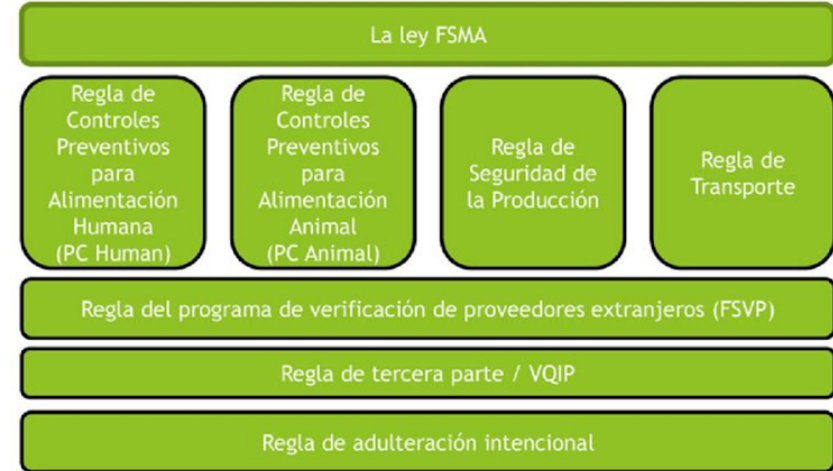 La ley FSMA
Regla de
Controles
Preventivos
para
Alimentación
Humana
(PC Human)
Regla de
Controles
Preventivos
para
Alimentación
Animal
(PC Animal)
Regla de
Seguridad de
la Producción
Regla de
Transporte
Regla del programa de verificación de proveedores extranjeros (FSVP)
Regla de tercera parte / VQIP
Regla de adulteración intencional